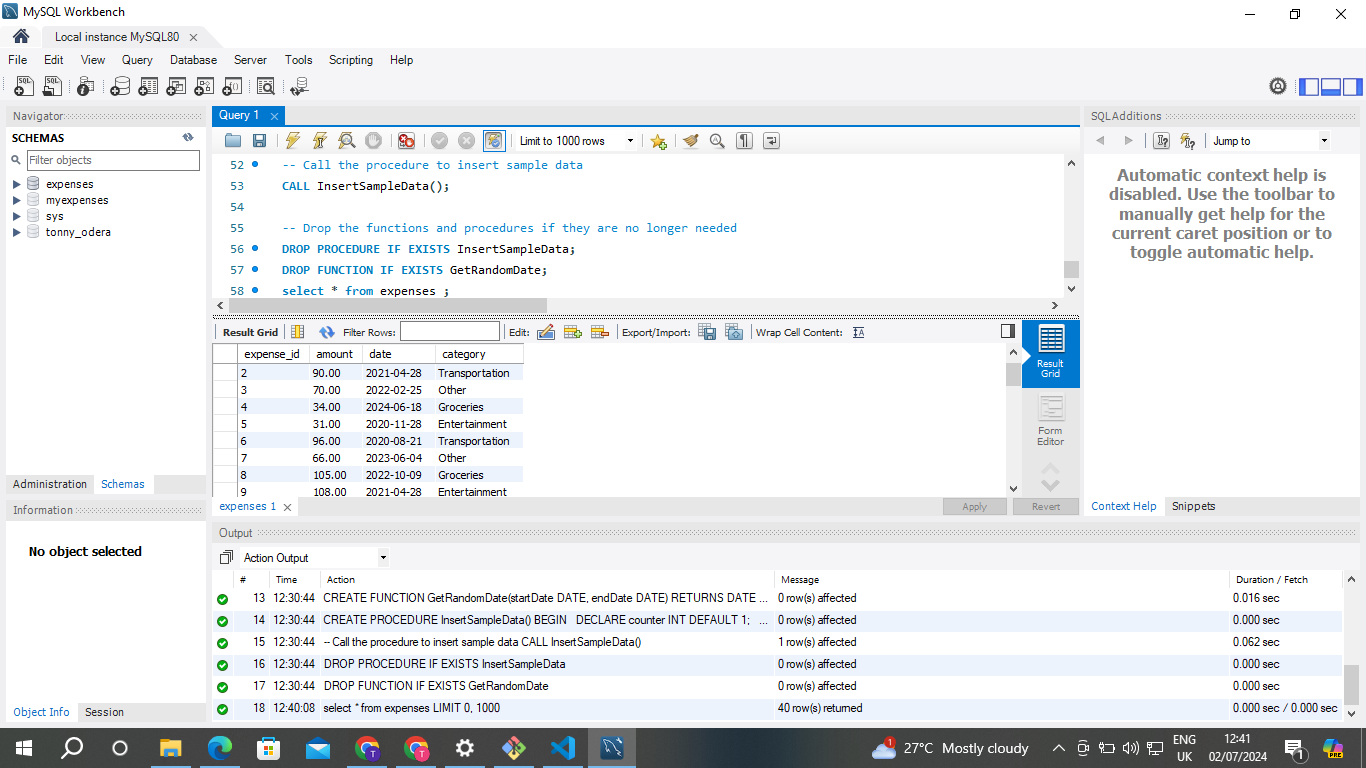 MySQL Workbench
Local instance MySQL80
File Edit View Query Database Server Tools Scripting Help
Navigator
SCHEMAS
Filter objects
expenses
myexpenses
sys
tonny_odera
Administration Schemas
Information
No object selected
Object Info Session
Query 1
Limit to 1000 rows
52 -- Call the procedure to insert sample data
53 CALL InsertSampleData();
54
55 -- Drop the functions and procedures if they are no longer needed
56 DROP PROCEDURE IF EXISTS InsertSampleData;
57 DROP FUNCTION IF EXISTS GetRandomDate;
58 select * from expenses ;
Result Grid Filter Rows: Edit: Export/Import: Wrap Cell Content:
expense_id amount date category
2 90.00 2021-04-28 Transportation
3 70.00 2022-02-25 Other
4 34.00 2024-06-18 Groceries
5 31.00 2020-11-28 Entertainment
6 96.00 2020-08-21 Transportation
7 66.00 2023-06-04 Other
8 105.00 2022-10-09 Groceries
9 108.00 2021-04-28 Entertainment
Result
Grid
Form
Editor
expenses 1 Apply Revert
SQLAdditions
Jump to
Automatic context help is
disabled. Use the toolbar to
manually get help for the
current caret position or to
toggle automatic help.
Context Help Snippets
Output
Action Output
# Time Action Message Duration / Fetch
13 12:30:44 CREATE FUNCTION GetRandomDate(startDate DATE, endDate DATE) RETURNS DATE ... 0 row(s) affected 0.016 sec
14 12:30:44 CREATE PROCEDURE InsertSampleData() BEGIN DECLARE counter INT DEFAULT 1; ... 0 row(s) affected 0.000 sec
15 12:30:44 -- Call the procedure to insert sample data CALL InsertSampleData() 1 row(s) affected 0.062 sec
16 12:30:44 DROP PROCEDURE IF EXISTS InsertSampleData 0 row(s) affected 0.000 sec
17 12:30:44 DROP FUNCTION IF EXISTS GetRandomDate 0 row(s) affected 0.000 sec
18 12:40:08 select * from expenses LIMIT 0, 1000 40 row(s) returned 0.000 sec / 0.000 sec
27°C Mostly cloudy
ENG
UK
12:41
02/07/2024
1
PRE